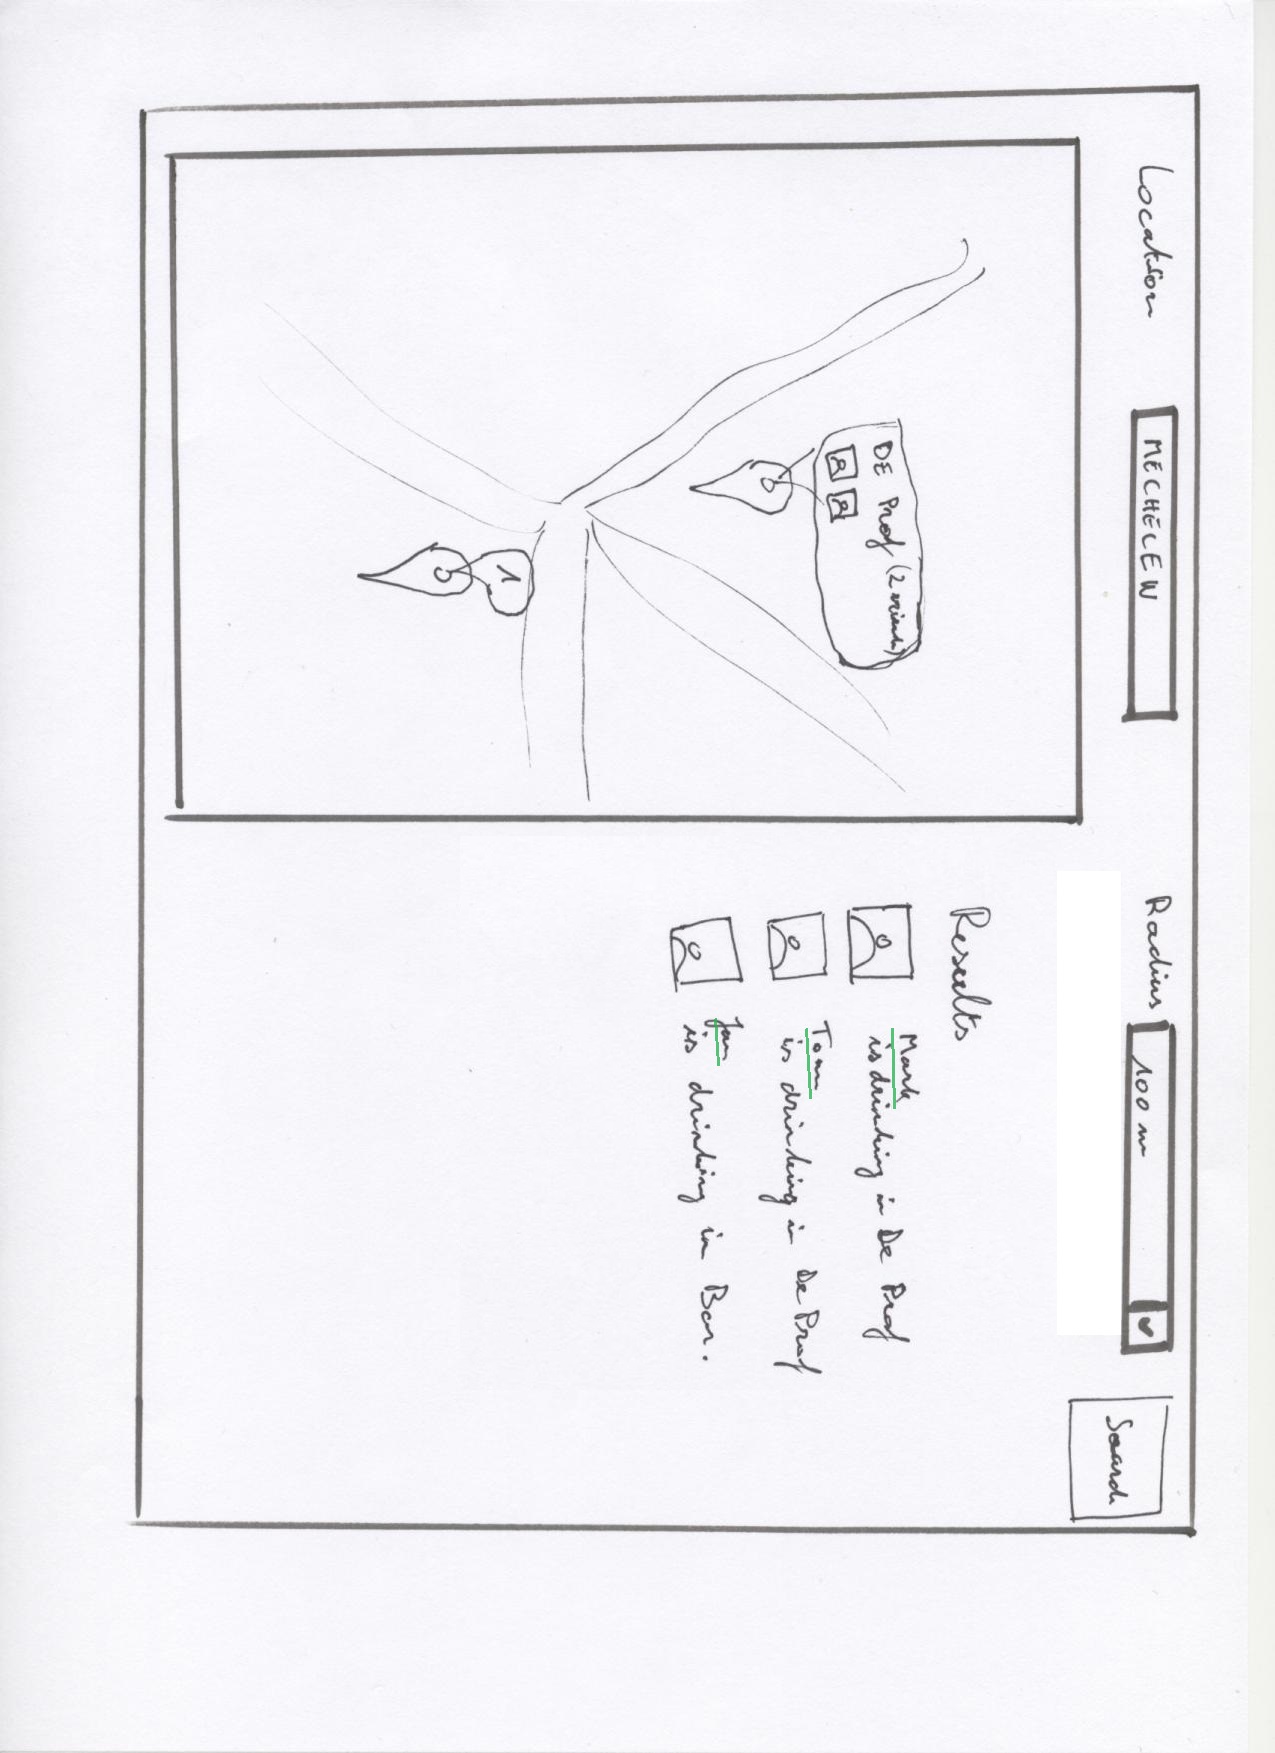 Location
MECHELEN
Radius
100 m
Search
DE Prof (2 vrienden)
1
Results
Mark
is drinking in De Prof
Tom
is drinking in De Prof
Jan
is drinking in Bar.